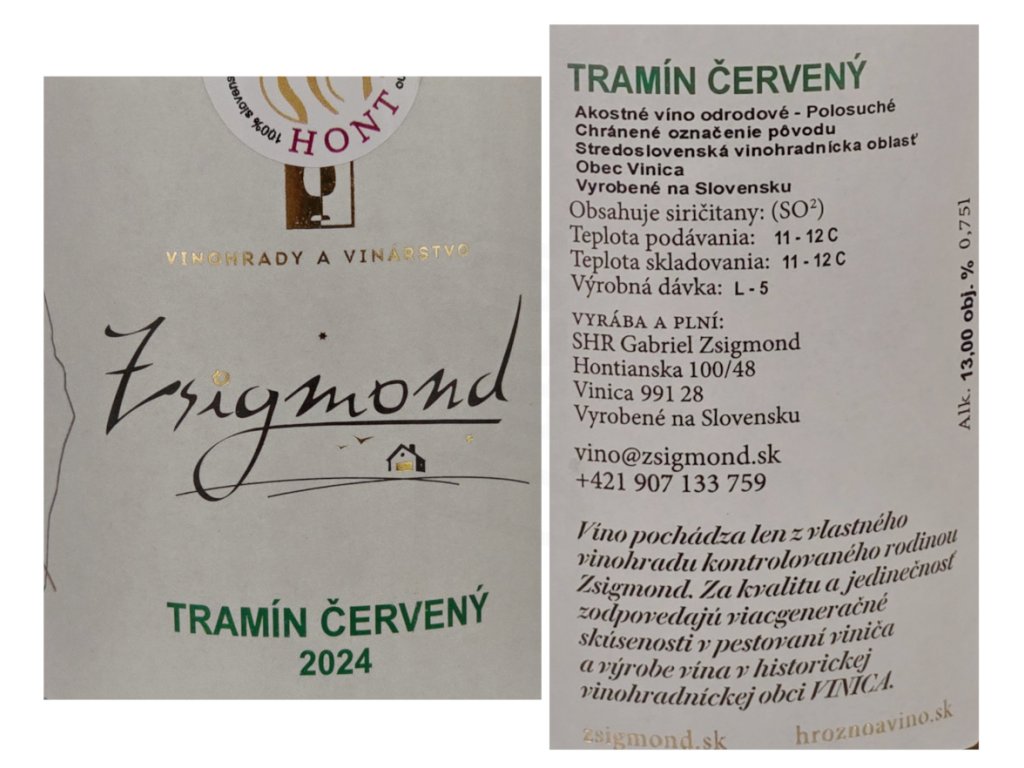 100% slovens
HONT
VINOHRADY A VINÁRSTVO
Zsigmond
TRAMÍN ČERVENÝ
2024
TRAMÍN ČERVENÝ
Akostné víno odrodové - Polosuché
Chránené označenie pôvodu
Stredoslovenská vinohradnícka oblasť
Obec Vinica
Vyrobené na Slovensku
Obsahuje siričitany: (SO²)
Teplota podávania: 11 - 12 C
Teplota skladovania: 11 - 12 C
Výrobná dávka: L - 5
VYRÁBA A PLNÍ:
SHR Gabriel Zsigmond
Hontianska 100/48
Vinica 991 28
Vyrobené na Slovensku
vino@zsigmond.sk
+421 907 133 759
Alk. 13,00 obj. % 0,75l
Víno pochádza len z vlastného
vinohradu kontrolovaného rodinou
Zsigmond. Za kvalitu a jedinečnosť
zodpovedajú viacgeneračné
skúsenosti v pestovaní viniča
a výrobe vína v historickej
vinohradníckej obci VINICA.
zsigmond.sk
hroznoavino.sk